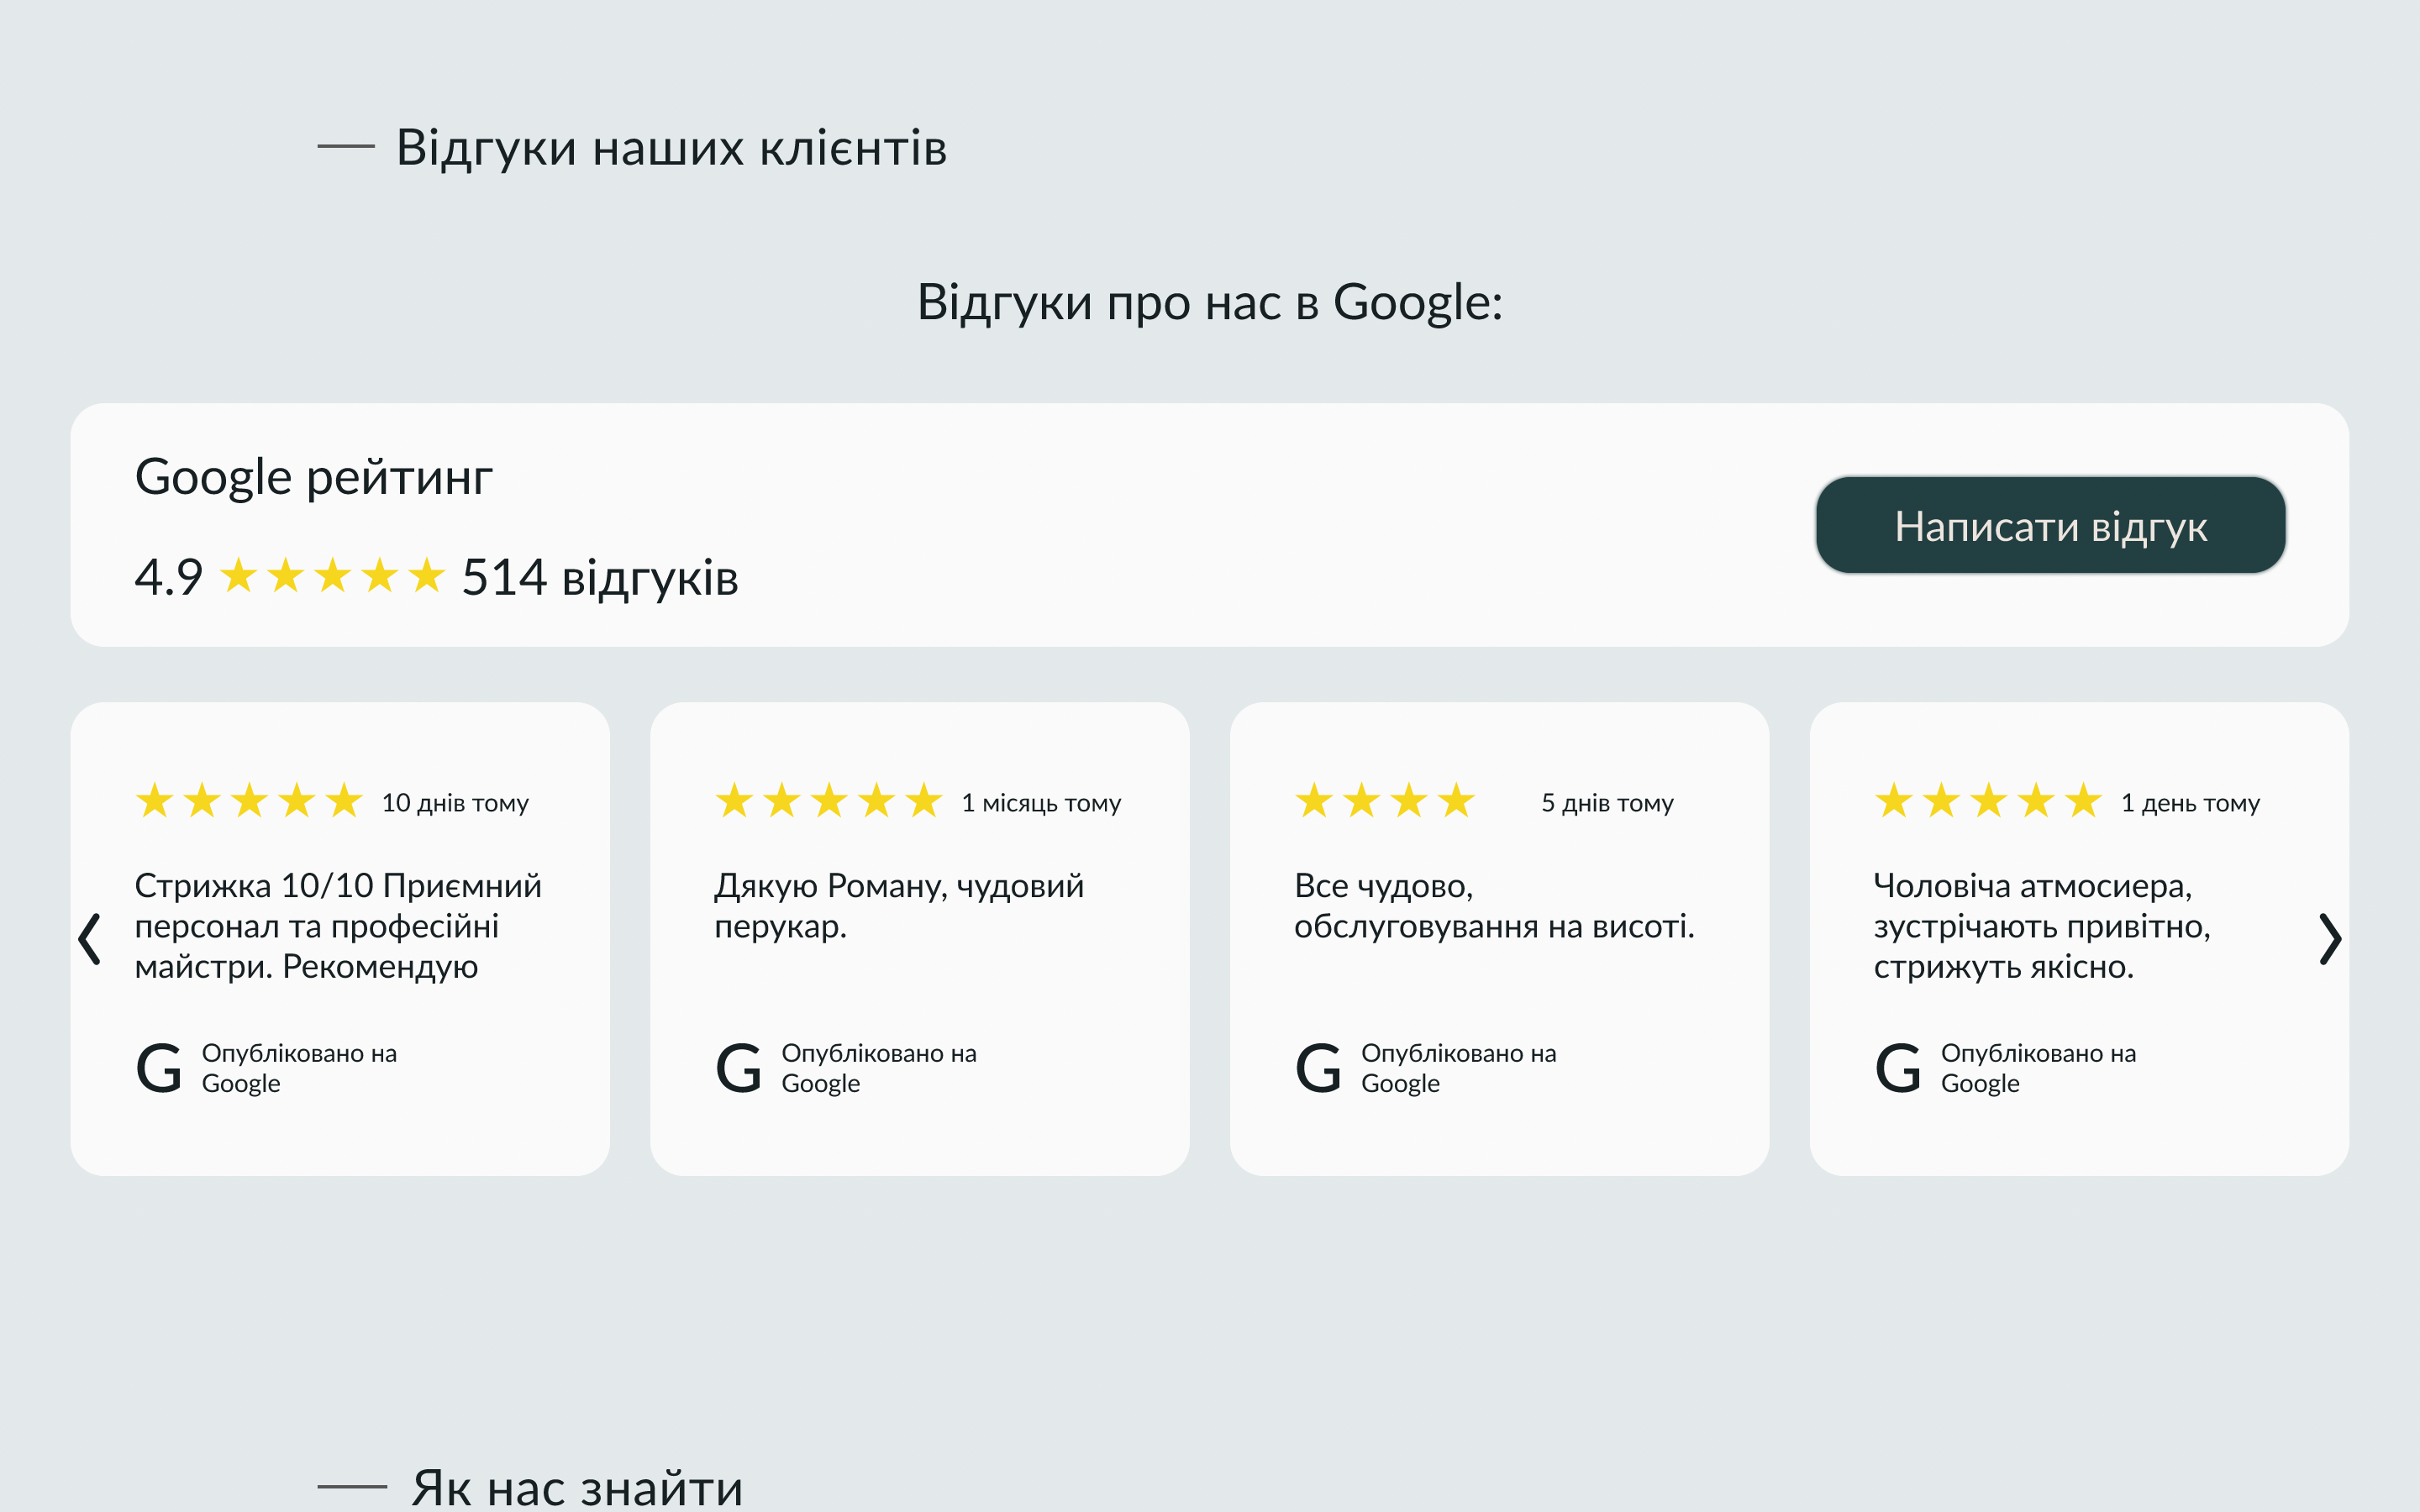 Відгуки наших клієнтів
Відгуки про нас в Google:
Google рейтинг
4.9 ★★★★★ 514 відгуків
Написати відгук
★★★★★ 10 днів тому
Стрижка 10/10 Приємний
персонал та професійні
майстри. Рекомендую
G Опубліковано на
Google
★★★★★ 1 місяць тому
Дякую Роману, чудовий
перукар.
G Опубліковано на
Google
★★★★ 5 днів тому
Все чудово,
обслуговування на висоті.
G Опубліковано на
Google
★★★★★ 1 день тому
Чоловіча атмосиера,
зустрічають привітно,
стрижуть якісно.
G Опубліковано на
Google
Як нас знайти